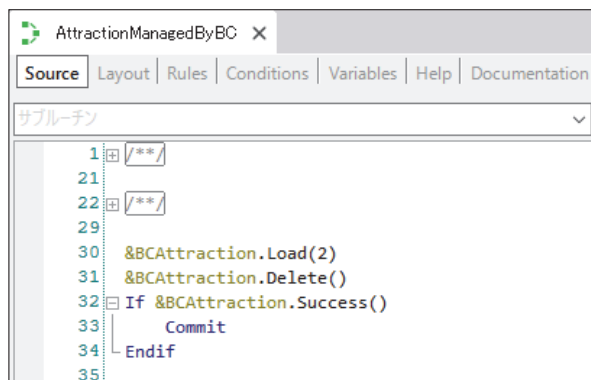 AttractionManagedByBC ×
Source Layout Rules Conditions Variables Help Documentation
サブルーチン
1 /**/
21
22 /**/
29
30 &BCAttraction.Load(2)
31 &BCAttraction.Delete()
32 If &BCAttraction.Success()
33 Commit
34 Endif
35